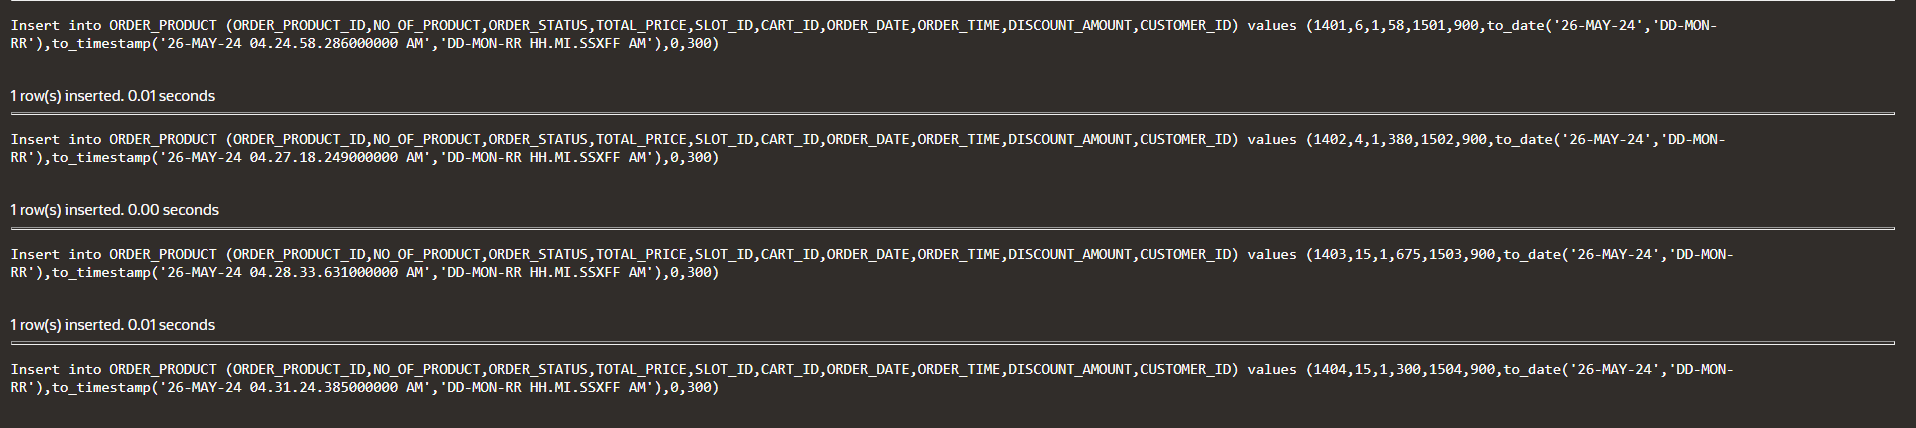 Insert into ORDER_PRODUCT (ORDER_PRODUCT_ID,NO_OF_PRODUCT,ORDER_STATUS,TOTAL_PRICE,SLOT_ID,CART_ID,ORDER_DATE,ORDER_TIME,DISCOUNT_AMOUNT,CUSTOMER_ID) values (1401,6,1,58,1501,900,to_date('26-MAY-24','DD-MON-
RR'),to_timestamp('26-MAY-24 04.24.58.286000000 AM','DD-MON-RR HH.MI.SSXFF AM'),0,300)
1 row(s) inserted. 0.01 seconds
Insert into ORDER_PRODUCT (ORDER_PRODUCT_ID,NO_OF_PRODUCT,ORDER_STATUS,TOTAL_PRICE,SLOT_ID,CART_ID,ORDER_DATE,ORDER_TIME,DISCOUNT_AMOUNT,CUSTOMER_ID) values (1402,4,1,380,1502,900,to_date('26-MAY-24','DD-MON-
RR'),to_timestamp('26-MAY-24 04.27.18.249000000 AM','DD-MON-RR HH.MI.SSXFF AM'),0,300)
1 row(s) inserted. 0.00 seconds
Insert into ORDER_PRODUCT (ORDER_PRODUCT_ID,NO_OF_PRODUCT,ORDER_STATUS,TOTAL_PRICE,SLOT_ID,CART_ID,ORDER_DATE,ORDER_TIME,DISCOUNT_AMOUNT,CUSTOMER_ID) values (1403,15,1,675,1503,900,to_date('26-MAY-24','DD-MON-
RR'),to_timestamp('26-MAY-24 04.28.33.631000000 AM','DD-MON-RR HH.MI.SSXFF AM'),0,300)
1 row(s) inserted. 0.01 seconds
Insert into ORDER_PRODUCT (ORDER_PRODUCT_ID,NO_OF_PRODUCT,ORDER_STATUS,TOTAL_PRICE,SLOT_ID,CART_ID,ORDER_DATE,ORDER_TIME,DISCOUNT_AMOUNT,CUSTOMER_ID) values (1404,15,1,300,1504,900,to_date('26-MAY-24','DD-MON-
RR'),to_timestamp('26-MAY-24 04.31.24.385000000 AM','DD-MON-RR HH.MI.SSXFF AM'),0,300)